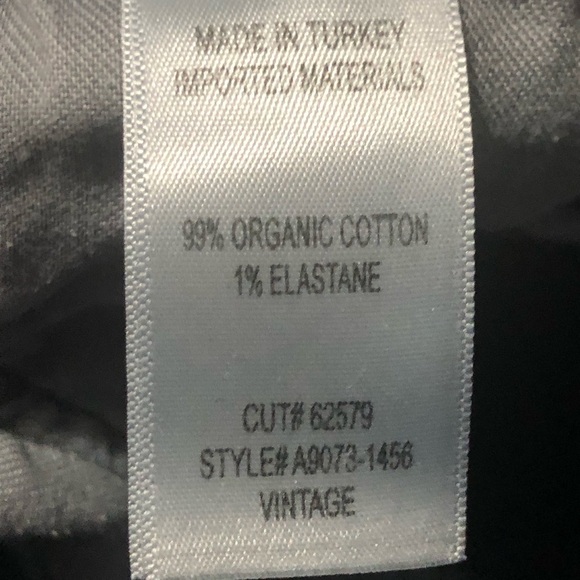 MADE IN TURKEY
IMPORTED MATERIALS
99% ORGANIC COTTON
1% ELASTANE
CUT# 62579
STYLE# A9073-1456
VINTAGE